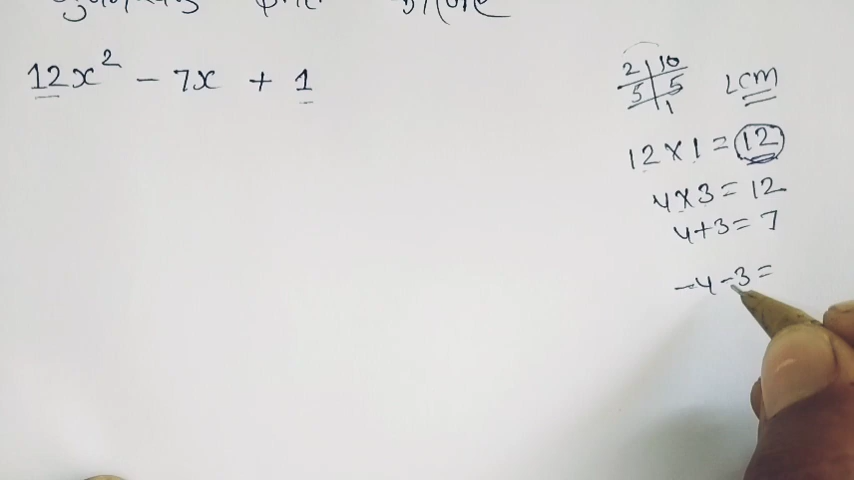 12x² - 7x + 1
2 | 10
5 | 5
1
LCM
12 x 1 = 12
4 x 3 = 12
4 + 3 = 7
-4 - 3 =